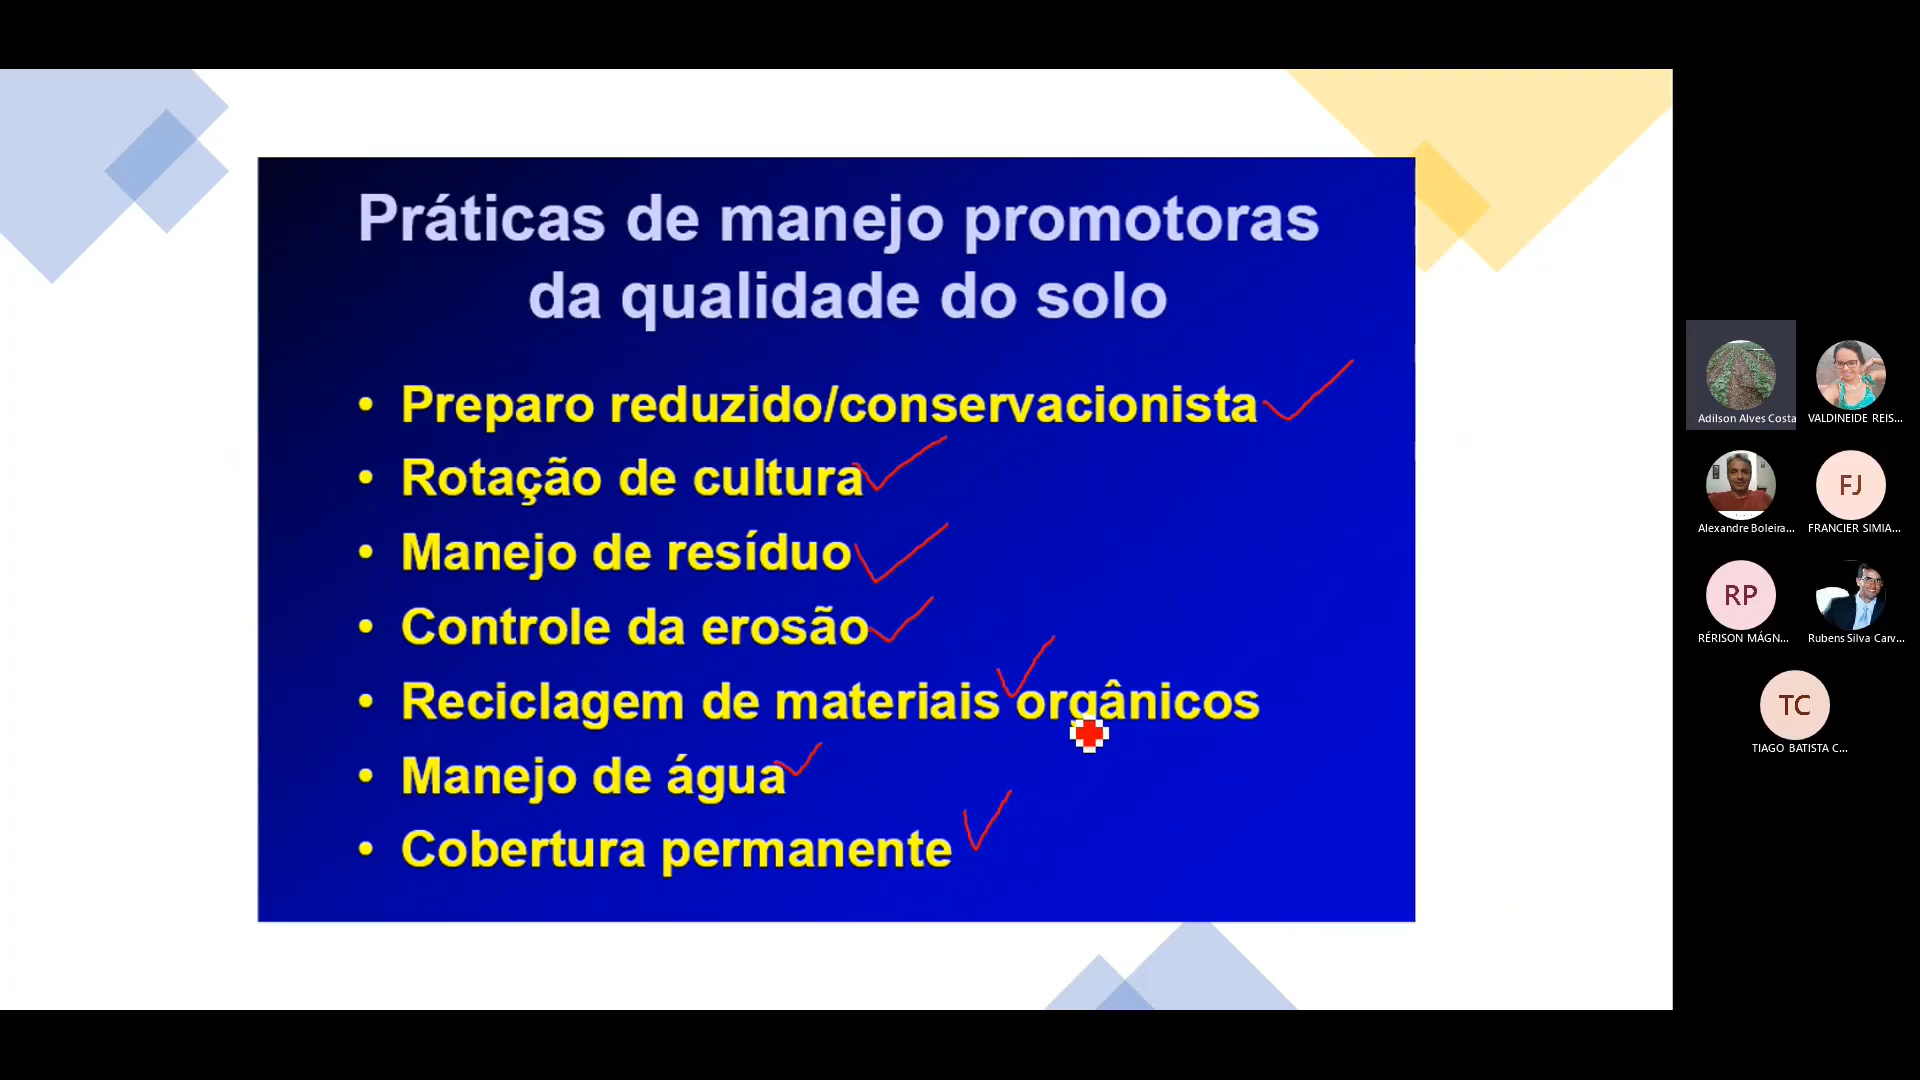 Práticas de manejo promotoras
da qualidade do solo
• Preparo reduzido/conservacionista
• Rotação de cultura
• Manejo de resíduo
• Controle da erosão
• Reciclagem de materiais orgânicos
• Manejo de água
• Cobertura permanente
Adilson Alves Costa
VALDINEIDE REIS...
Alexandre Boleira...
FJ
FRANCIER SIMIA...
RP
RÉRISON MÁGN...
Rubens Silva Carv...
TC
TIAGO BATISTA C...